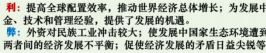 利：提高全球配置效率，推动世界经济总体增长；为发展中
金、技术和管理经验，提供了发展的机遇。
弊：外资对民族工业冲击较大；使发展中国家生态环境遭到
两者间的经济发展不平衡；促使经济发展的矛盾日益尖锐等